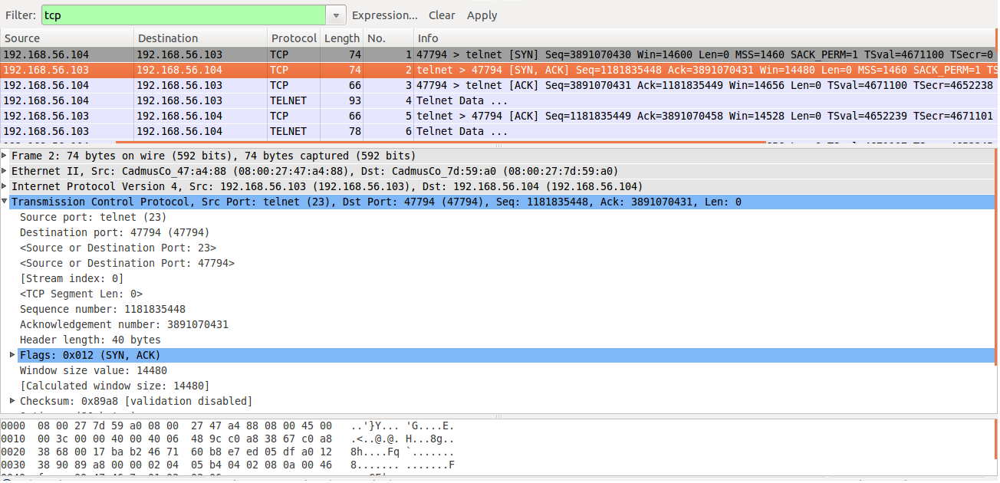 Filter: tcp Expression... Clear Apply
Source Destination Protocol Length No. Info
192.168.56.104 192.168.56.103 TCP 74 1 47794 > telnet [SYN] Seq=3891070430 Win=14600 Len=0 MSS=1460 SACK_PERM=1 TSval=4671100 TSecr=0
192.168.56.103 192.168.56.104 TCP 74 2 telnet > 47794 [SYN, ACK] Seq=1181835448 Ack=3891070431 Win=14480 Len=0 MSS=1460 SACK_PERM=1 TS
192.168.56.104 192.168.56.103 TCP 66 3 47794 > telnet [ACK] Seq=3891070431 Ack=1181835449 Win=14656 Len=0 TSval=4671100 TSecr=4652238
192.168.56.104 192.168.56.103 TELNET 93 4 Telnet Data ...
192.168.56.103 192.168.56.104 TCP 66 5 telnet > 47794 [ACK] Seq=1181835449 Ack=3891070458 Win=14528 Len=0 TSval=4652239 TSecr=4671101
192.168.56.103 192.168.56.104 TELNET 78 6 Telnet Data ...
Frame 2: 74 bytes on wire (592 bits), 74 bytes captured (592 bits)
Ethernet II, Src: CadmusCo_47:a4:88 (08:00:27:47:a4:88), Dst: CadmusCo_7d:59:a0 (08:00:27:7d:59:a0)
Internet Protocol Version 4, Src: 192.168.56.103 (192.168.56.103), Dst: 192.168.56.104 (192.168.56.104)
Transmission Control Protocol, Src Port: telnet (23), Dst Port: 47794 (47794), Seq: 1181835448, Ack: 3891070431, Len: 0
Source port: telnet (23)
Destination port: 47794 (47794)
<Source or Destination Port: 23>
<Source or Destination Port: 47794>
[Stream index: 0]
<TCP Segment Len: 0>
Sequence number: 1181835448
Acknowledgement number: 3891070431
Header length: 40 bytes
Flags: 0x012 (SYN, ACK)
Window size value: 14480
[Calculated window size: 14480]
Checksum: 0x89a8 [validation disabled]
0000 08 00 27 7d 59 a0 08 00 27 47 a4 88 08 00 45 00 ..'}Y... 'G....E.
0010 00 3c 00 00 40 00 40 06 48 9c c0 a8 38 67 c0 a8 .<..@.@. H...8g..
0020 38 68 00 17 ba b2 46 71 60 b8 e7 ed 05 df a0 12 8h....Fq `.......
0030 38 90 89 a8 00 00 02 04 05 b4 04 02 08 0a 00 46 8....... .......F